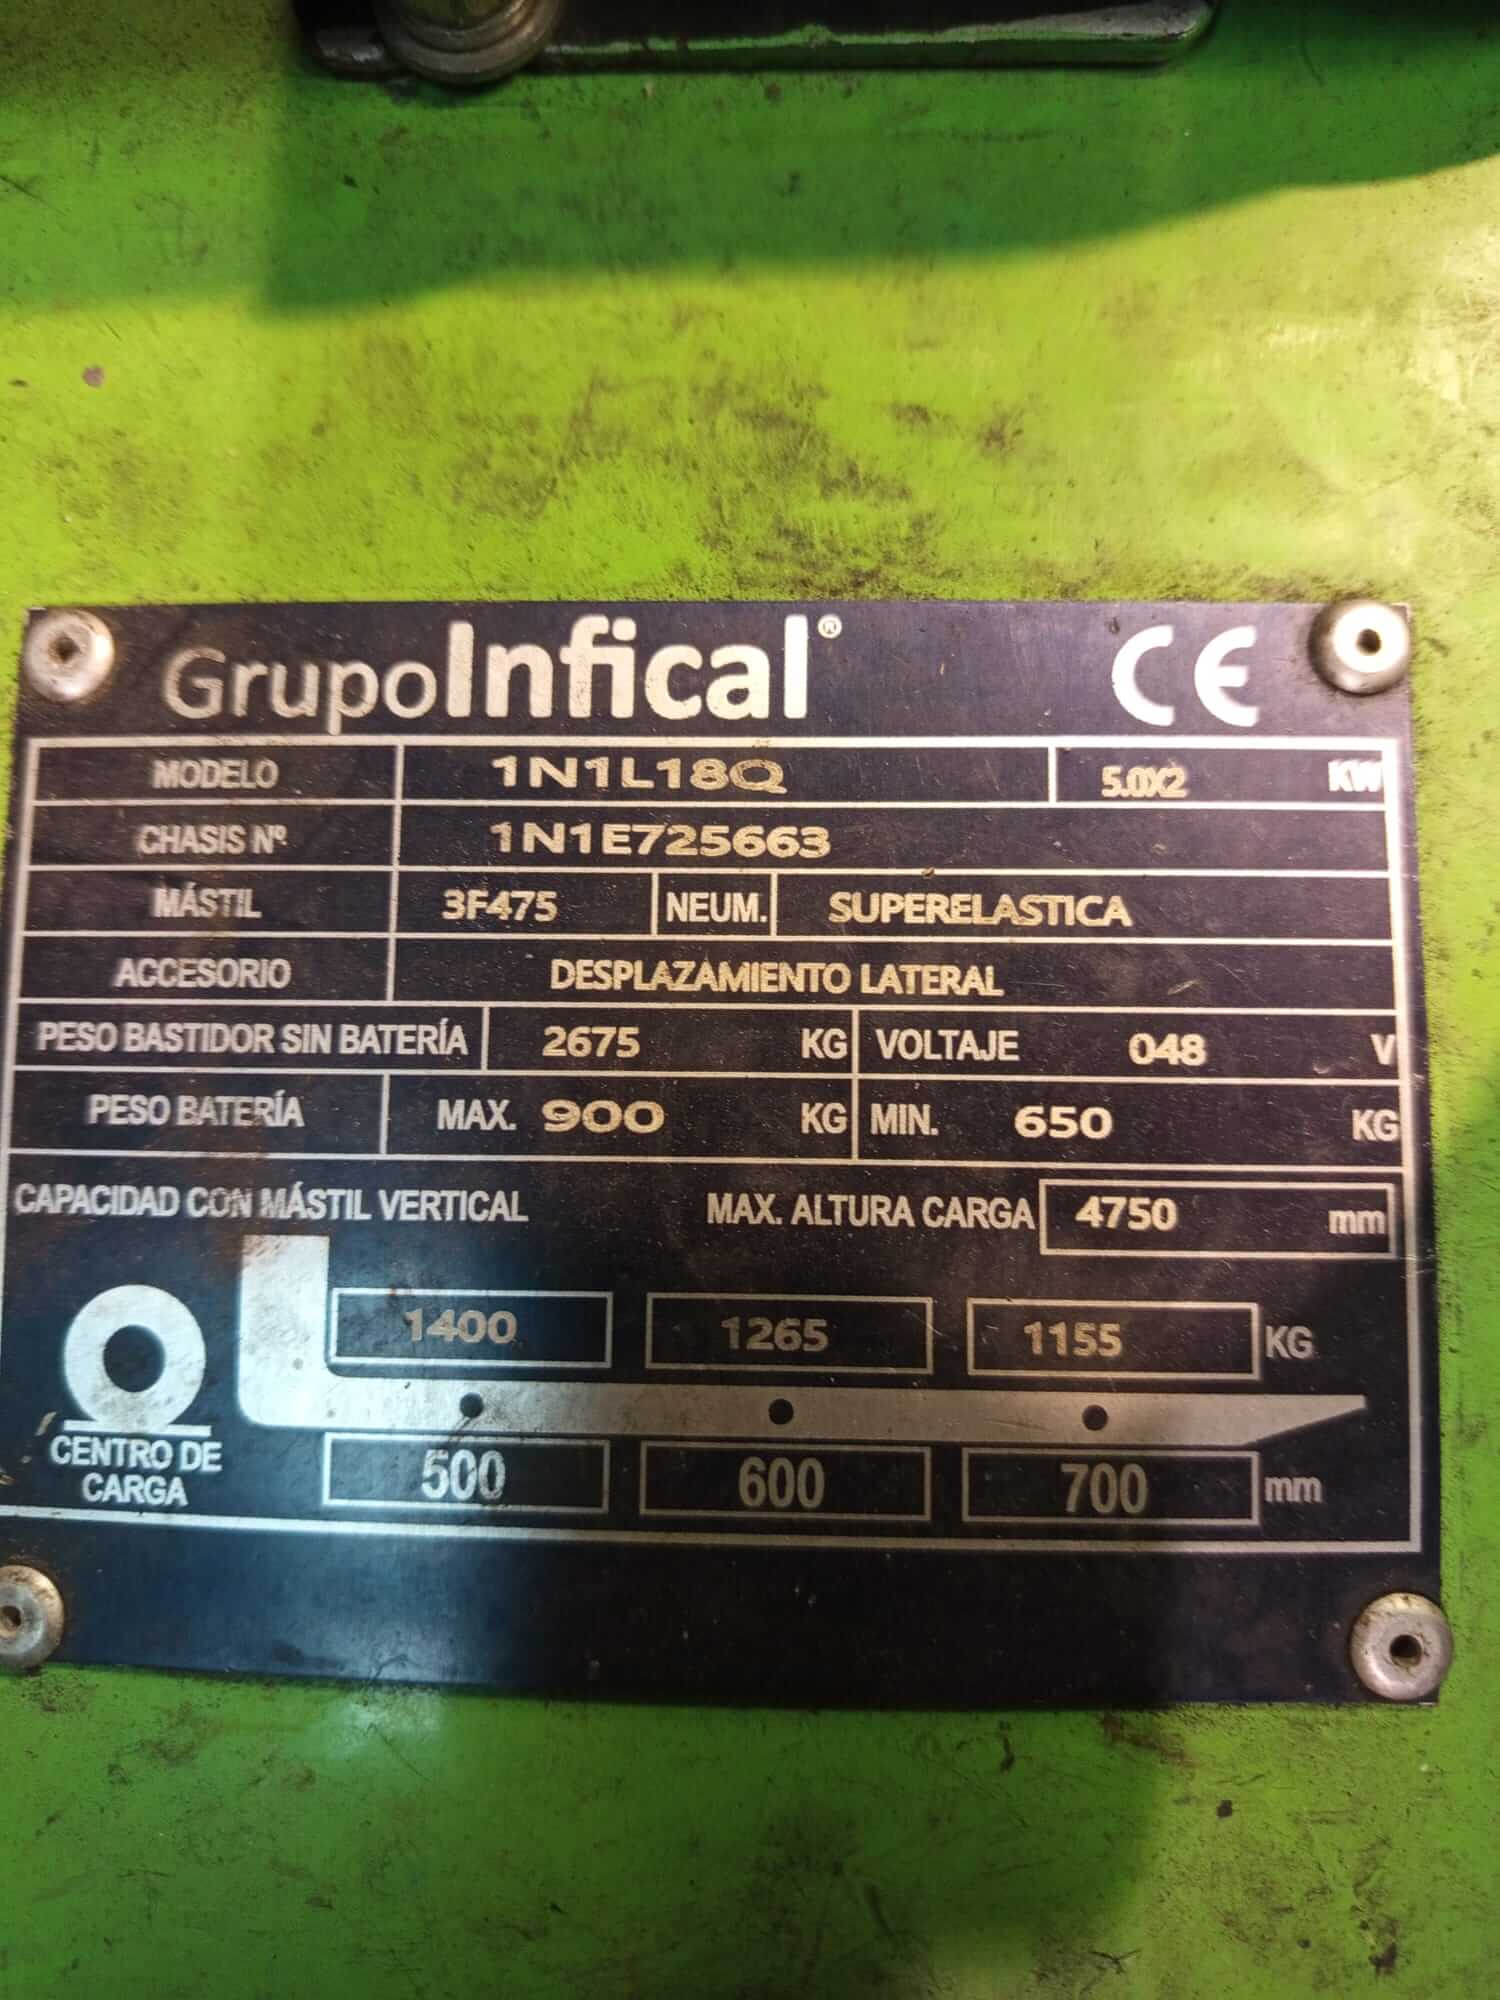 GrupoInfical® CE
MODELO 1N1L18Q 5.0X2 KW
CHASIS Nº 1N1E725663
MÁSTIL 3F475 NEUM. SUPERELASTICA
ACCESORIO DESPLAZAMIENTO LATERAL
PESO BASTIDOR SIN BATERÍA 2675 KG VOLTAJE 048 V
PESO BATERÍA MAX. 900 KG MIN. 650 KG
CAPACIDAD CON MÁSTIL VERTICAL MAX. ALTURA CARGA 4750 mm
1400 1265 1155 KG
CENTRO DE
CARGA
500 600 700 mm